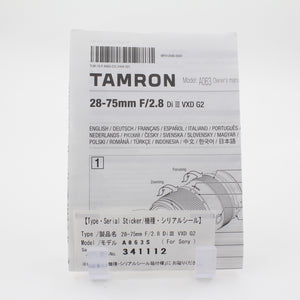 TAMRON Model : A063 Owner's manual
28-75mm F/2.8 Di III VXD G2
ENGLISH / DEUTSCH / FRANÇAIS / ESPAÑOL / ITALIANO / PORTUGUÊS
NEDERLANDS / РУССКИЙ / ČESKY / SVENSKA / SLOVENSKY / MAGYAR
POLSKI / ROMÂNĂ / TÜRKÇE / INDONESIA / 中文 / 한국어 / 日本語
1
Zooming
Focusing
【Type・Serial Sticker/機種・シリアルシール】
Type /製品名 28-75mm F/2.8 Di III VXD G2
Model/モデル A063S ( For Sony )
341112